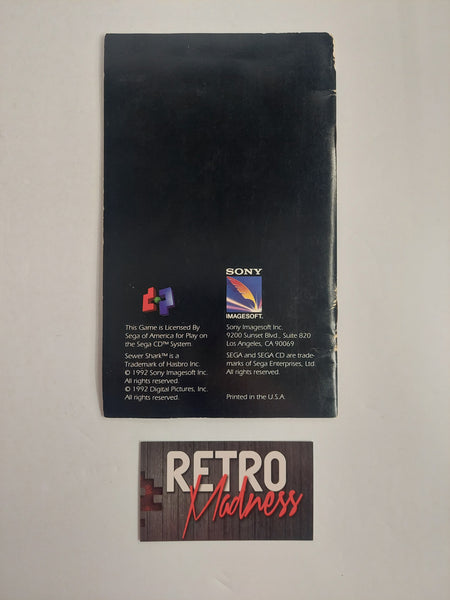 SONY
IMAGESOFT.
This Game is Licensed By
Sega of America for Play on
the Sega CD™ System.
Sewer Shark™ is a
Trademark of Hasbro Inc.
© 1992 Sony Imagesoft Inc.
All rights reserved.
© 1992 Digital Pictures, Inc.
All rights reserved.
Sony Imagesoft Inc.
9200 Sunset Blvd., Suite 820
Los Angeles, CA 90069
SEGA and SEGA CD are trade-
marks of Sega Enterprises, Ltd
All rights reserved.
Printed in the U.S.A.
RETRO
Madness